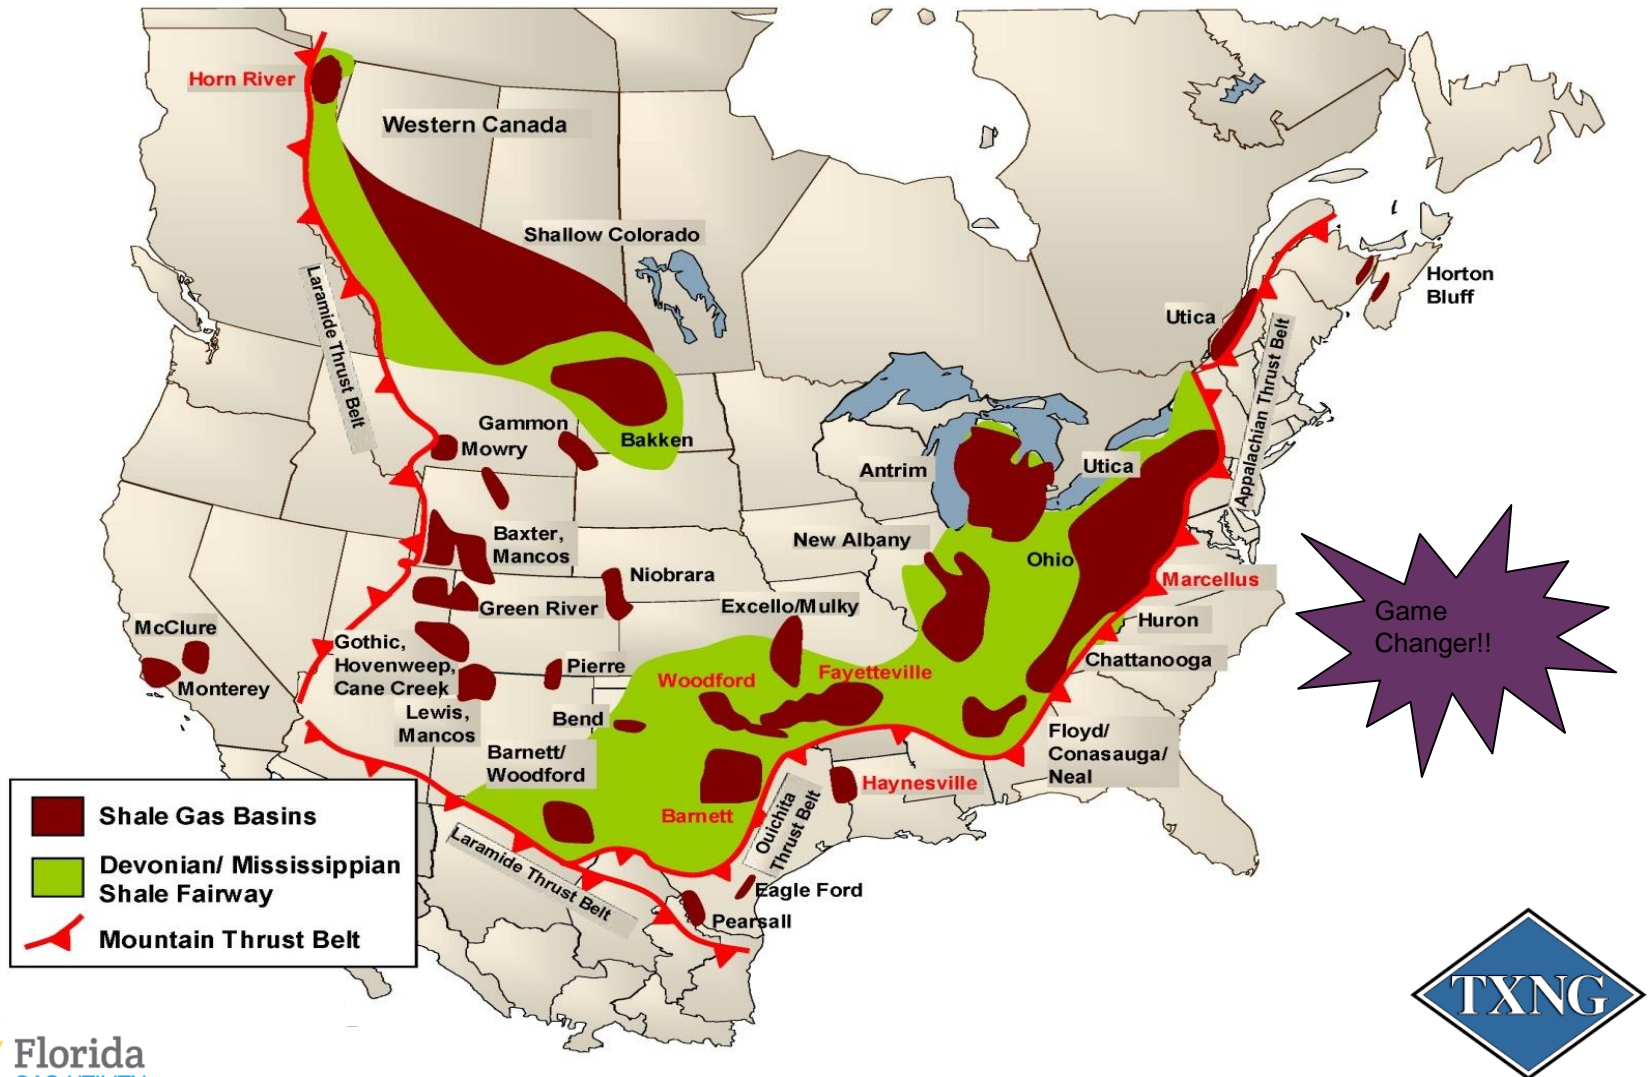 Horn River
Western Canada
Shallow Colorado
Laramide Thrust Belt
Gammon
Mowry
Bakken
Baxter,
Mancos
Niobrara
Green River
Excello/Mulky
McClure
Monterey
Gothic,
Hovenweep,
Cane Creek
Pierre
Lewis,
Mancos
Bend
Barnett/
Woodford
Woodford
Fayetteville
Barnett
Antrim
New Albany
Utica
Ohio
Utica
Horton
Bluff
Appalachian Thrust Belt
Marcellus
Huron
Chattanooga
Floyd/
Conasauga/
Neal
Haynesville
Ouichita
Thrust Belt
Laramide Thrust Belt
Eagle Ford
Pearsall
Game
Changer!!
Shale Gas Basins
Devonian/ Mississippian
Shale Fairway
Mountain Thrust Belt
TXNG
Florida